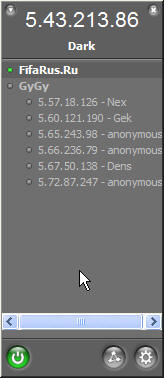 5.43.213.86
Dark
FifaRus.Ru
GyGy
5.57.18.126 - Nex
5.60.121.190 - Gek
5.65.243.98 - anonymous
5.66.236.79 - anonymous
5.67.50.138 - Dens
5.72.87.247 - anonymous